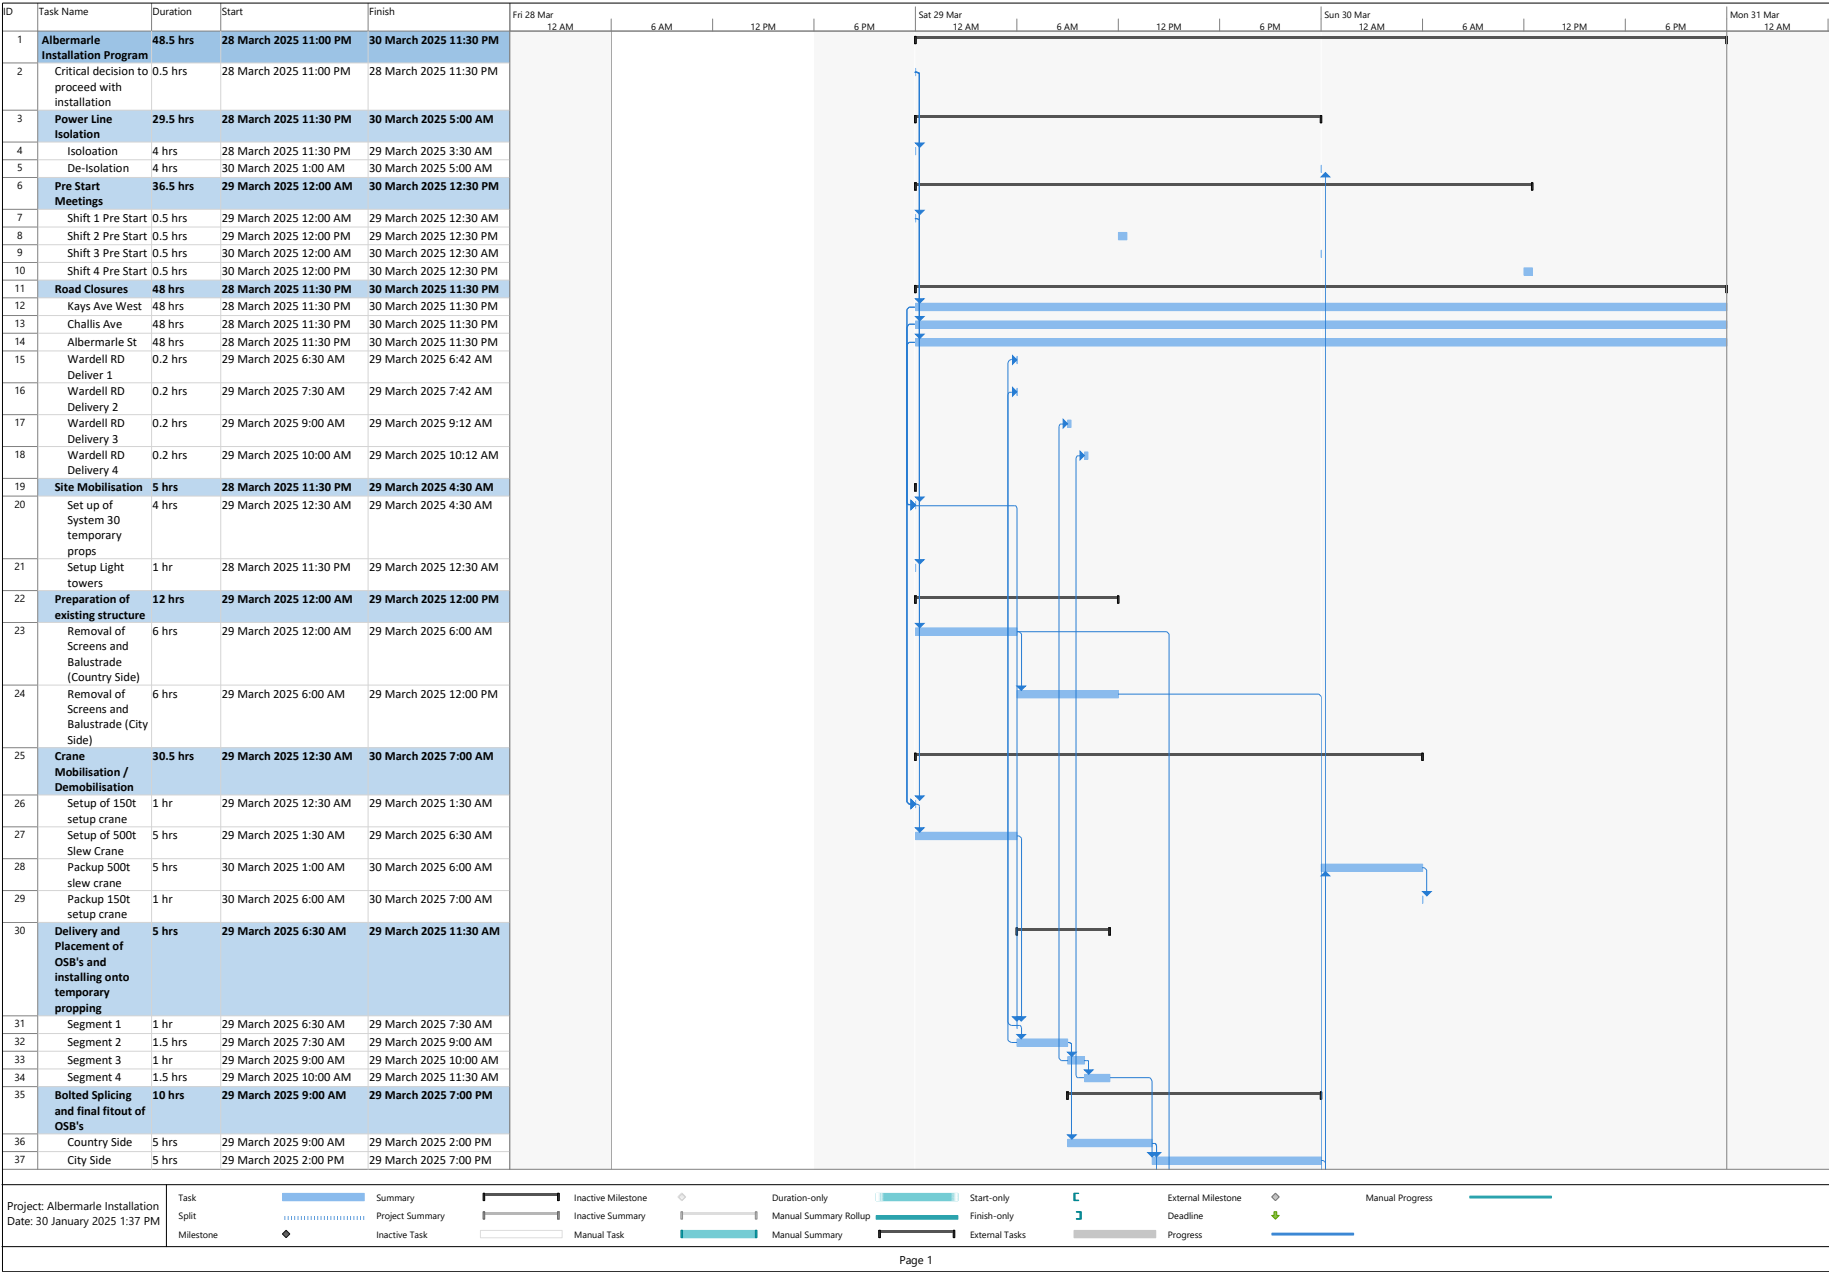 ID Task Name Duration Start Finish
Fri 28 Mar Sat 29 Mar Sun 30 Mar Mon 31 Mar
12 AM 6 AM 12 PM 6 PM 12 AM 6 AM 12 PM 6 PM 12 AM 6 AM 12 PM 6 PM 12 AM
1 Albermarle 48.5 hrs 28 March 2025 11:00 PM 30 March 2025 11:30 PM
Installation Program
2 Critical decision to 0.5 hrs 28 March 2025 11:00 PM 28 March 2025 11:30 PM
proceed with
installation
3 Power Line 29.5 hrs 28 March 2025 11:30 PM 30 March 2025 5:00 AM
Isolation
4 Isoloation 4 hrs 28 March 2025 11:30 PM 29 March 2025 3:30 AM
5 De-Isolation 4 hrs 30 March 2025 1:00 AM 30 March 2025 5:00 AM
6 Pre Start 36.5 hrs 29 March 2025 12:00 AM 30 March 2025 12:30 PM
Meetings
7 Shift 1 Pre Start 0.5 hrs 29 March 2025 12:00 AM 29 March 2025 12:30 AM
8 Shift 2 Pre Start 0.5 hrs 29 March 2025 12:00 PM 29 March 2025 12:30 PM
9 Shift 3 Pre Start 0.5 hrs 30 March 2025 12:00 AM 30 March 2025 12:30 AM
10 Shift 4 Pre Start 0.5 hrs 30 March 2025 12:00 PM 30 March 2025 12:30 PM
11 Road Closures 48 hrs 28 March 2025 11:30 PM 30 March 2025 11:30 PM
12 Kays Ave West 48 hrs 28 March 2025 11:30 PM 30 March 2025 11:30 PM
13 Challis Ave 48 hrs 28 March 2025 11:30 PM 30 March 2025 11:30 PM
14 Albermarle St 48 hrs 28 March 2025 11:30 PM 30 March 2025 11:30 PM
15 Wardell RD 0.2 hrs 29 March 2025 6:30 AM 29 March 2025 6:42 AM
Deliver 1
16 Wardell RD 0.2 hrs 29 March 2025 7:30 AM 29 March 2025 7:42 AM
Delivery 2
17 Wardell RD 0.2 hrs 29 March 2025 9:00 AM 29 March 2025 9:12 AM
Delivery 3
18 Wardell RD 0.2 hrs 29 March 2025 10:00 AM 29 March 2025 10:12 AM
Delivery 4
19 Site Mobilisation 5 hrs 28 March 2025 11:30 PM 29 March 2025 4:30 AM
20 Set up of 4 hrs 29 March 2025 12:30 AM 29 March 2025 4:30 AM
System 30
temporary
props
21 Setup Light 1 hr 28 March 2025 11:30 PM 29 March 2025 12:30 AM
towers
22 Preparation of 12 hrs 29 March 2025 12:00 AM 29 March 2025 12:00 PM
existing structure
23 Removal of 6 hrs 29 March 2025 12:00 AM 29 March 2025 6:00 AM
Screens and
Balustrade
(Country Side)
24 Removal of 6 hrs 29 March 2025 6:00 AM 29 March 2025 12:00 PM
Screens and
Balustrade (City
Side)
25 Crane 30.5 hrs 29 March 2025 12:30 AM 30 March 2025 7:00 AM
Mobilisation /
Demobilisation
26 Setup of 150t 1 hr 29 March 2025 12:30 AM 29 March 2025 1:30 AM
setup crane
27 Setup of 500t 5 hrs 29 March 2025 1:30 AM 29 March 2025 6:30 AM
Slew Crane
28 Packup 500t 5 hrs 30 March 2025 1:00 AM 30 March 2025 6:00 AM
slew crane
29 Packup 150t 1 hr 30 March 2025 6:00 AM 30 March 2025 7:00 AM
setup crane
30 Delivery and 5 hrs 29 March 2025 6:30 AM 29 March 2025 11:30 AM
Placement of
OSB's and
installing onto
temporary
propping
31 Segment 1 1 hr 29 March 2025 6:30 AM 29 March 2025 7:30 AM
32 Segment 2 1.5 hrs 29 March 2025 7:30 AM 29 March 2025 9:00 AM
33 Segment 3 1 hr 29 March 2025 9:00 AM 29 March 2025 10:00 AM
34 Segment 4 1.5 hrs 29 March 2025 10:00 AM 29 March 2025 11:30 AM
35 Bolted Splicing 10 hrs 29 March 2025 9:00 AM 29 March 2025 7:00 PM
and final fitout of
OSB's
36 Country Side 5 hrs 29 March 2025 9:00 AM 29 March 2025 2:00 PM
37 City Side 5 hrs 29 March 2025 2:00 PM 29 March 2025 7:00 PM
Project: Albermarle Installation
Date: 30 January 2025 1:37 PM
Task Summary Inactive Milestone Duration-only Start-only External Milestone Manual Progress
Split Project Summary Inactive Summary Manual Summary Rollup Finish-only Deadline
Milestone Inactive Task Manual Task Manual Summary External Tasks Progress
Page 1